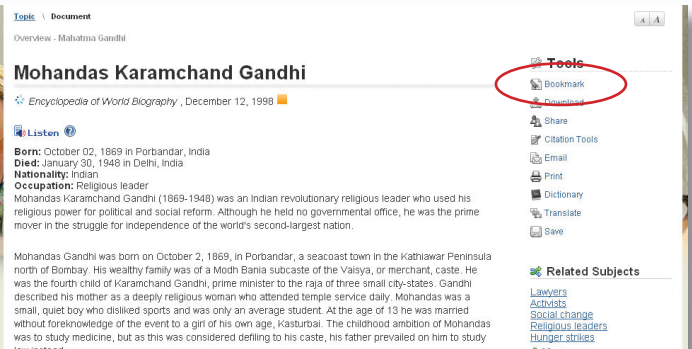 Topic \ Document
A A
Overview - Mahatma Gandhi
Mohandas Karamchand Gandhi
Encyclopedia of World Biography , December 12, 1998
Listen ?
Born: October 02, 1869 in Porbandar, India
Died: January 30, 1948 in Delhi, India
Nationality: Indian
Occupation: Religious leader
Mohandas Karamchand Gandhi (1869-1948) was an Indian revolutionary religious leader who used his
religious power for political and social reform. Although he held no governmental office, he was the prime
mover in the struggle for independence of the world's second-largest nation.
Mohandas Gandhi was born on October 2, 1869, in Porbandar, a seacoast town in the Kathiawar Peninsula
north of Bombay. His wealthy family was of a Modh Bania subcaste of the Vaisya, or merchant, caste. He
was the fourth child of Karamchand Gandhi, prime minister to the raja of three small city-states. Gandhi
described his mother as a deeply religious woman who attended temple service daily. Mohandas was a
small, quiet boy who disliked sports and was only an average student. At the age of 13 he was married
without foreknowledge of the event to a girl of his own age, Kasturbai. The childhood ambition of Mohandas
was to study medicine, but as this was considered defiling to his caste, his father prevailed on him to study
law instead
Tools
Bookmark
Download
Share
Citation Tools
Email
Print
Dictionary
Translate
Save
Related Subjects
Lawyers
Activists
Social change
Religious leaders
Hunger strikes